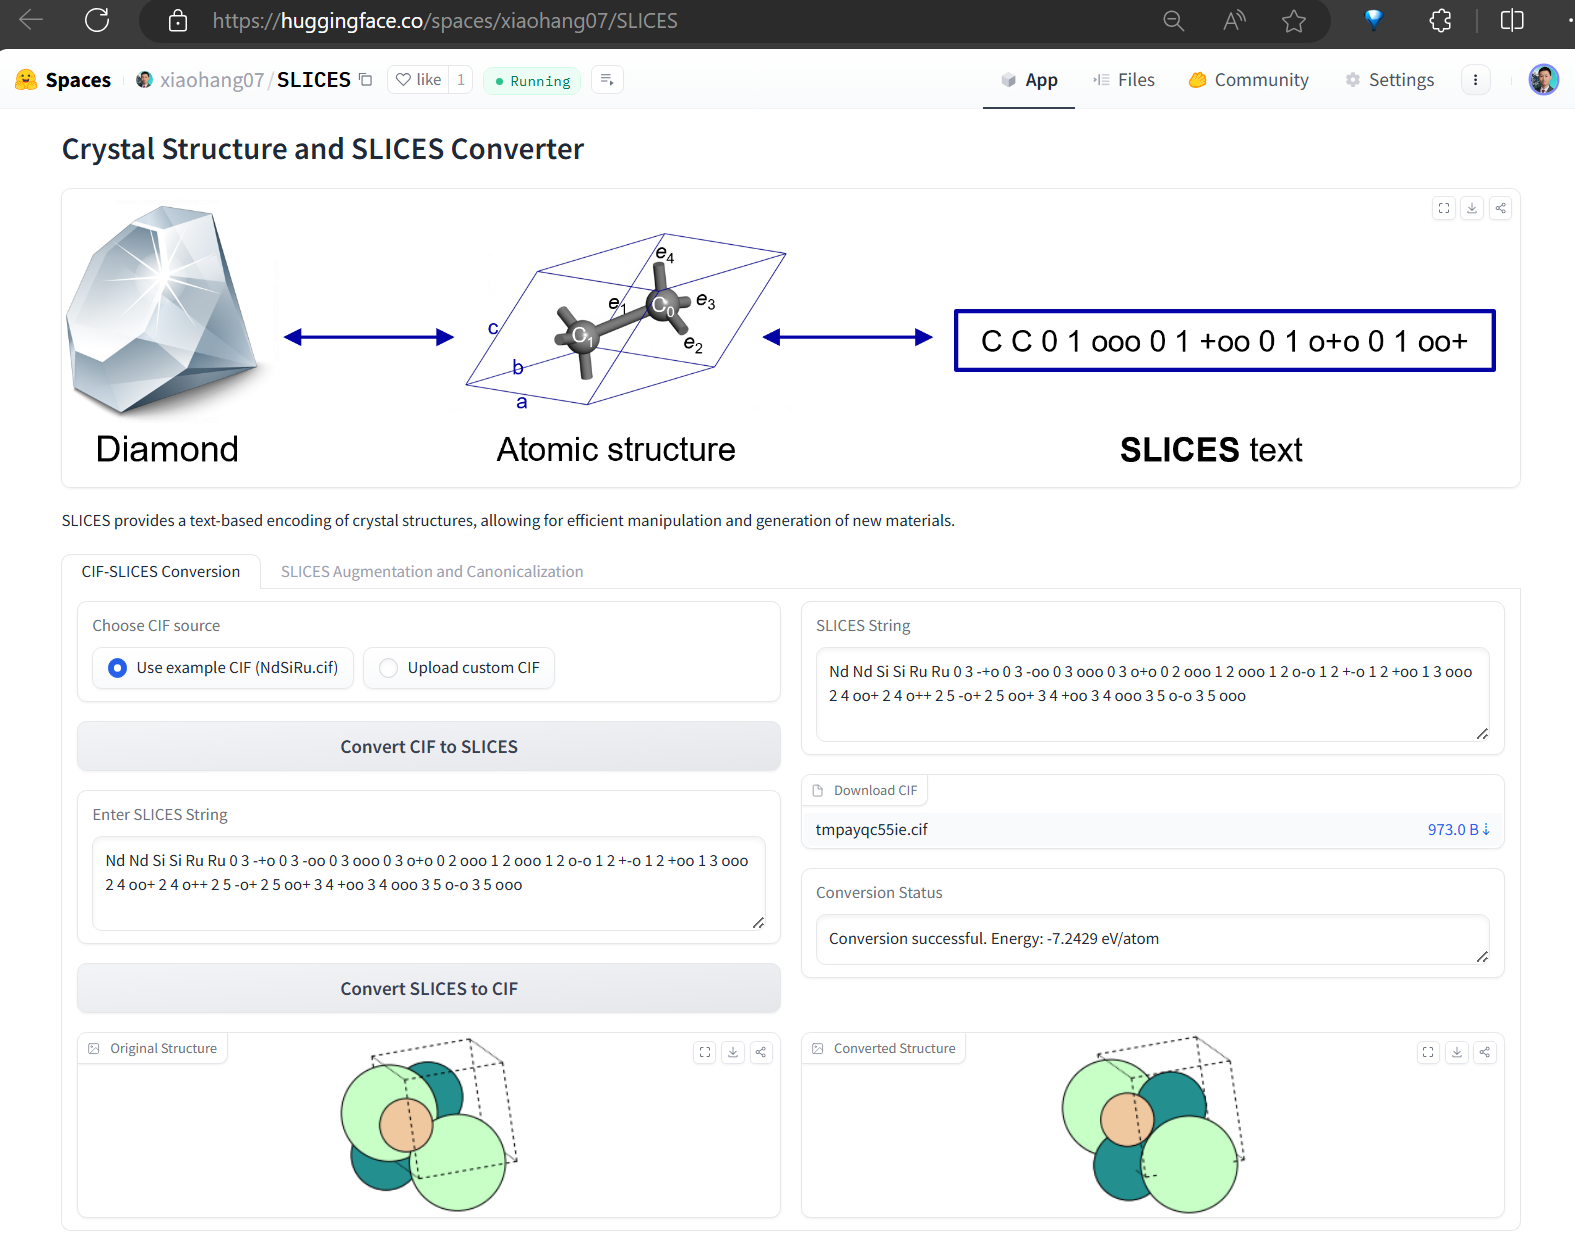 https://huggingface.co/spaces/xiaohang07/SLICES
Spaces xiaohang07/SLICES like 1 Running App Files Community Settings
Crystal Structure and SLICES Converter
e4
e1 C0 e3
c C1 e2
b
a
C C 0 1 ooo 0 1 +oo 0 1 o+o 0 1 oo+
Diamond Atomic structure SLICES text
SLICES provides a text-based encoding of crystal structures, allowing for efficient manipulation and generation of new materials.
CIF-SLICES Conversion SLICES Augmentation and Canonicalization
Choose CIF source
Use example CIF (NdSiRu.cif) Upload custom CIF
Convert CIF to SLICES
Enter SLICES String
Nd Nd Si Si Ru Ru 0 3 -+o 0 3 -oo 0 3 ooo 0 3 o+o 0 2 ooo 1 2 ooo 1 2 o-o 1 2 +-o 1 2 +oo 1 3 ooo
2 4 oo+ 2 4 o++ 2 5 -o+ 2 5 oo+ 3 4 +oo 3 4 ooo 3 5 o-o 3 5 ooo
Convert SLICES to CIF
SLICES String
Nd Nd Si Si Ru Ru 0 3 -+o 0 3 -oo 0 3 ooo 0 3 o+o 0 2 ooo 1 2 ooo 1 2 o-o 1 2 +-o 1 2 +oo 1 3 ooo
2 4 oo+ 2 4 o++ 2 5 -o+ 2 5 oo+ 3 4 +oo 3 4 ooo 3 5 o-o 3 5 ooo
Download CIF
tmpayqc55ie.cif 973.0 B ⇣
Conversion Status
Conversion successful. Energy: -7.2429 eV/atom
Original Structure
Converted Structure